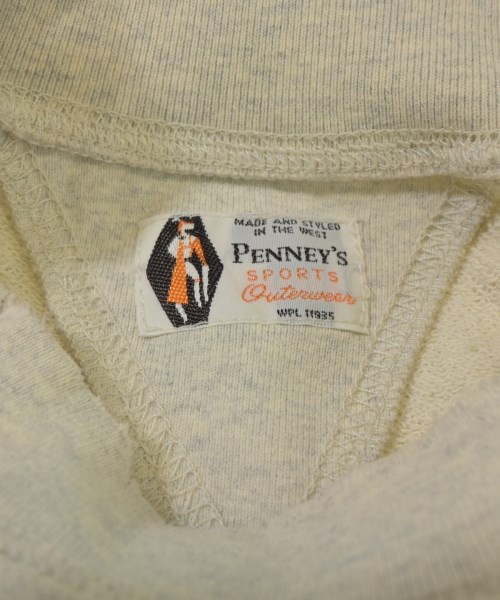 MADE AND STYLED
IN THE WEST
PENNEY'S
SPORTS
Outerwear
WPL 11935